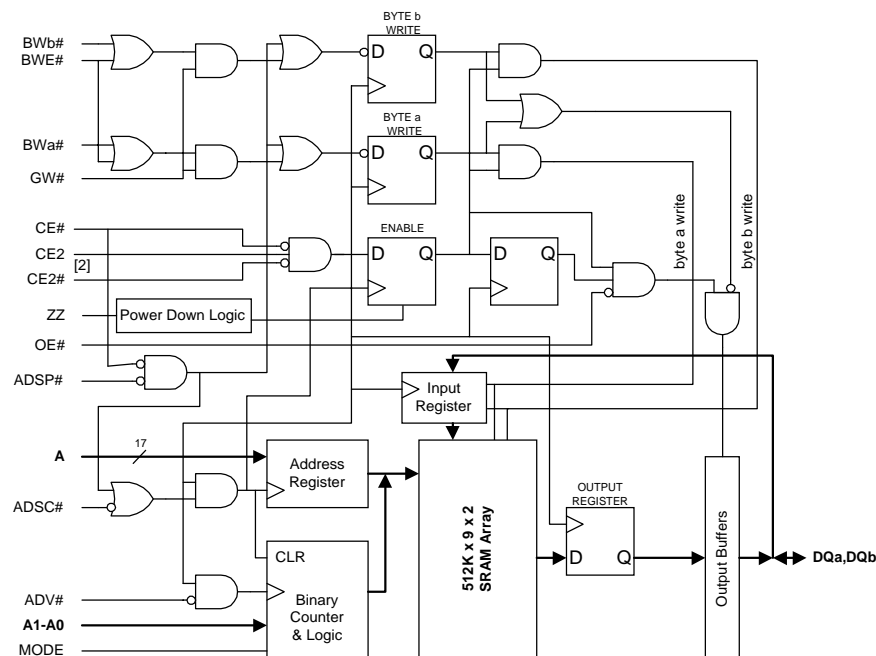 BYTE b
WRITE
BWb#
BWE#
D Q
BYTE a
WRITE
BWa#
GW#
D Q
ENABLE
CE#
CE2
[2]
CE2#
D Q
D Q
byte a write
byte b write
ZZ
Power Down Logic
OE#
ADSP#
Input
Register
17
A
Address
Register
ADSC#
OUTPUT
REGISTER
512K x 9 x 2
SRAM Array
D Q
Output Buffers
DQa,DQb
CLR
ADV#
Binary
Counter
& Logic
A1-A0
MODE